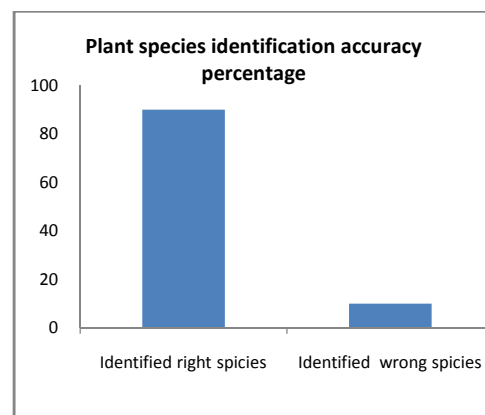 Plant species identification accuracy
percentage
100
80
60
40
20
0
Identified right spicies Identified wrong spicies